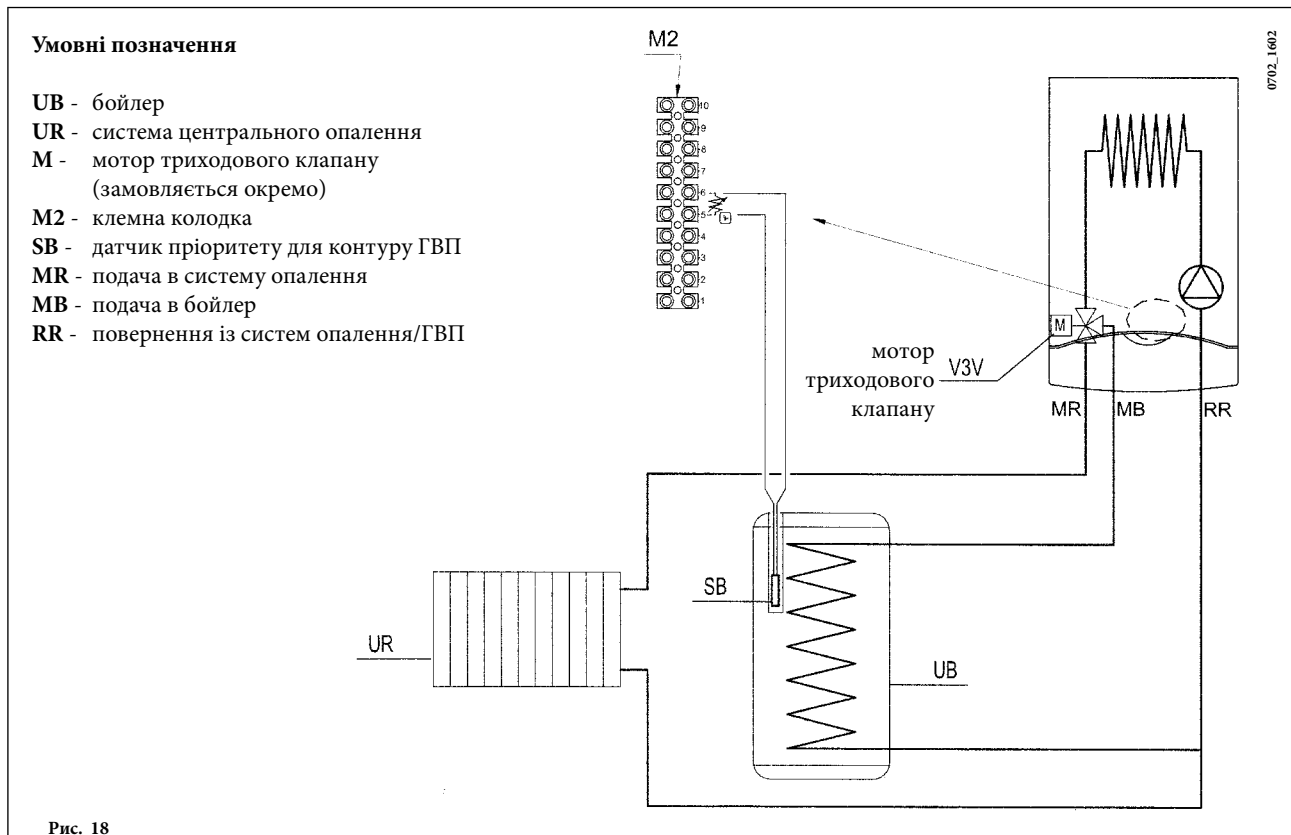 Умовні позначення
UB - бойлер
UR - система центрального опалення
M - мотор триходового клапану
(замовляється окремо)
M2 - клемна колодка
SB - датчик пріоритету для контуру ГВП
MR - подача в систему опалення
MB - подача в бойлер
RR - повернення із систем опалення/ГВП
M2
10
9
8
7
6
5
4
3
2
1
0702_1602
M
мотор
триходового
клапану
V3V
MR
MB
RR
SB
UR
UB
Рис. 18